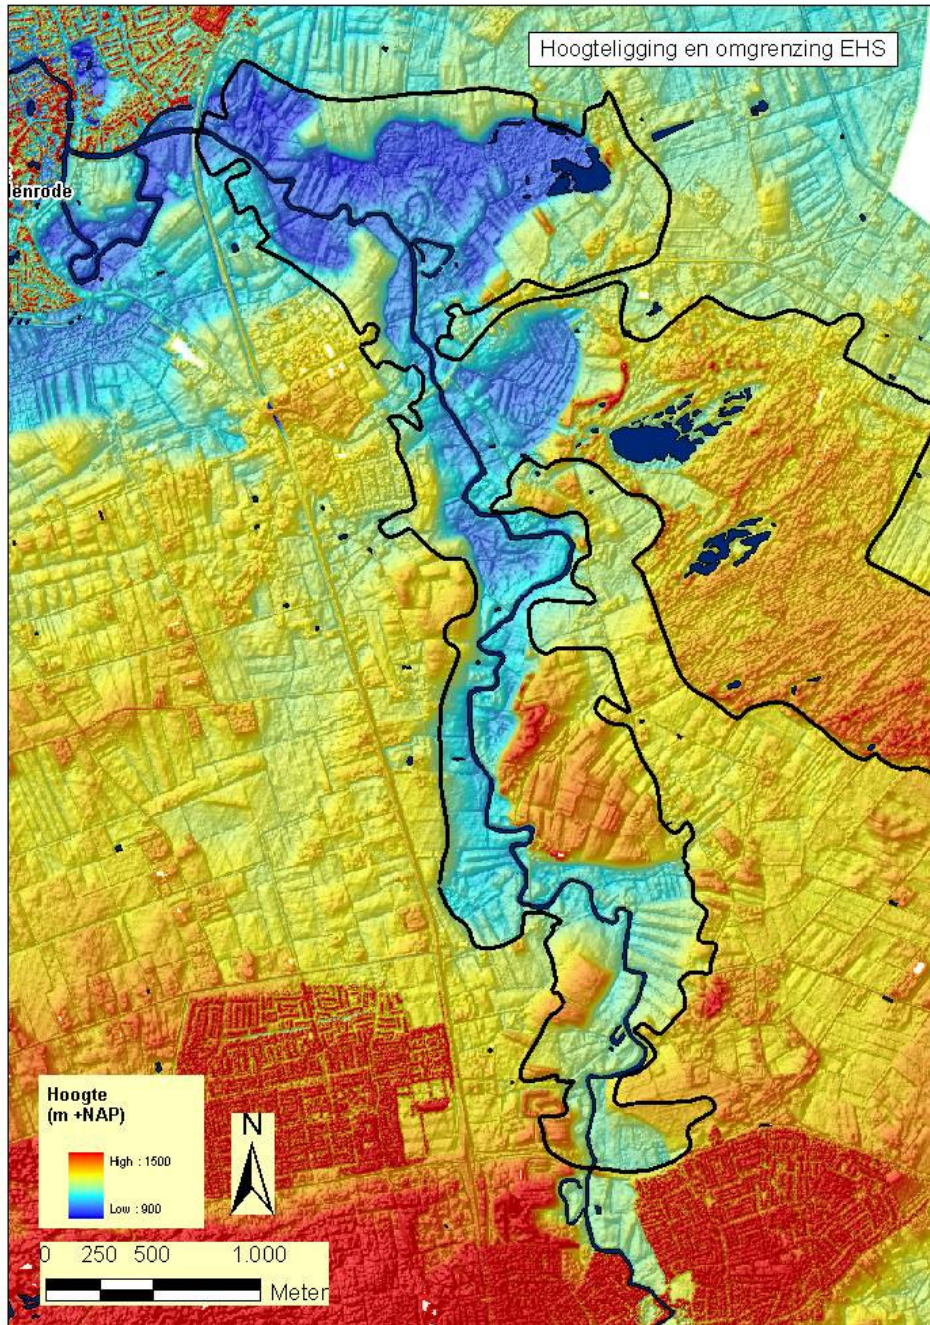 Hoogteligging en omgrenzing EHS
lenrode
Hoogte
(m +NAP)
High : 1500
Low : 900
N
0 250 500 1.000
Meter